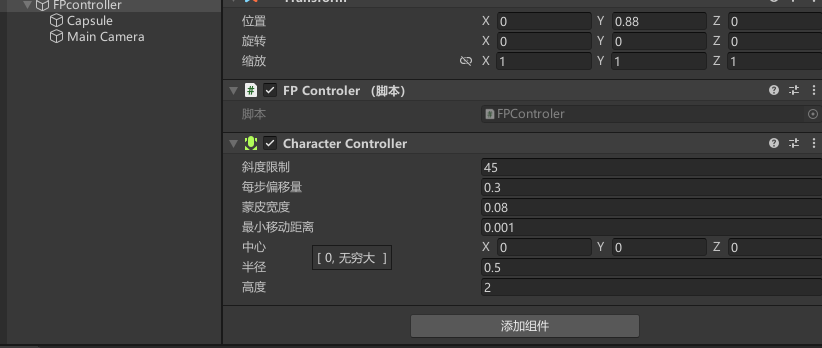 FPcontroller
Capsule
Main Camera
Transform
位置 X 0 Y 0.88 Z 0
旋转 X 0 Y 0 Z 0
缩放 X 1 Y 1 Z 1
# FP Controler （脚本）
脚本 # FPControler
Character Controller
斜度限制 45
每步偏移量 0.3
蒙皮宽度 0.08
最小移动距离 0.001
中心 X 0 Y 0 Z 0
[ 0, 无穷大 ]
半径 0.5
高度 2
添加组件